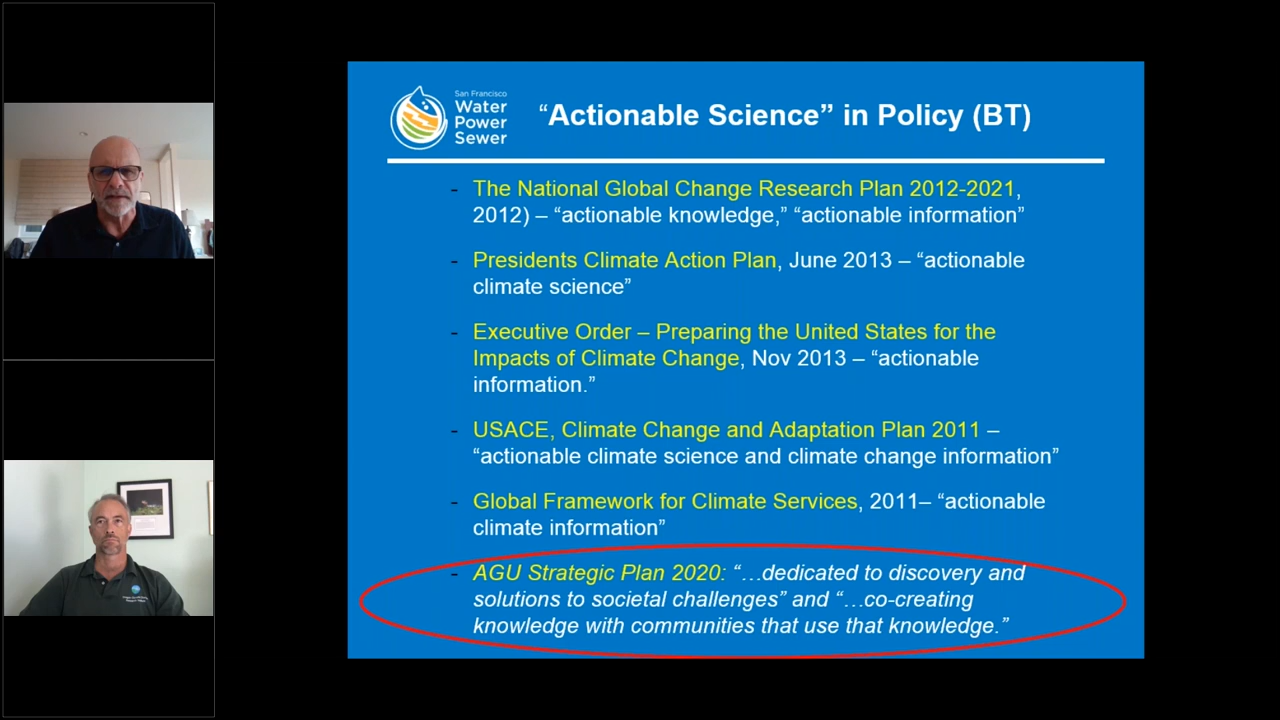 San Francisco
Water
Power
Sewer
“Actionable Science” in Policy (BT)
- The National Global Change Research Plan 2012-2021,
2012) – “actionable knowledge,” “actionable information”
- Presidents Climate Action Plan, June 2013 – “actionable
climate science”
- Executive Order – Preparing the United States for the
Impacts of Climate Change, Nov 2013 – “actionable
information.”
- USACE, Climate Change and Adaptation Plan 2011 –
“actionable climate science and climate change information”
- Global Framework for Climate Services, 2011– “actionable
climate information”
- AGU Strategic Plan 2020: “…dedicated to discovery and
solutions to societal challenges” and “…co-creating
knowledge with communities that use that knowledge.”